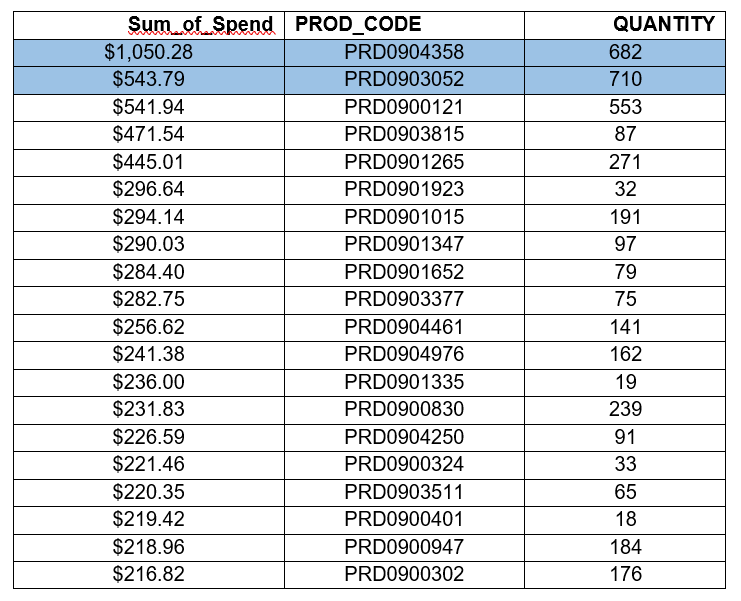 Sum_of_Spend PROD_CODE QUANTITY
$1,050.28 PRD0904358 682
$543.79 PRD0903052 710
$541.94 PRD0900121 553
$471.54 PRD0903815 87
$445.01 PRD0901265 271
$296.64 PRD0901923 32
$294.14 PRD0901015 191
$290.03 PRD0901347 97
$284.40 PRD0901652 79
$282.75 PRD0903377 75
$256.62 PRD0904461 141
$241.38 PRD0904976 162
$236.00 PRD0901335 19
$231.83 PRD0900830 239
$226.59 PRD0904250 91
$221.46 PRD0900324 33
$220.35 PRD0903511 65
$219.42 PRD0900401 18
$218.96 PRD0900947 184
$216.82 PRD0900302 176